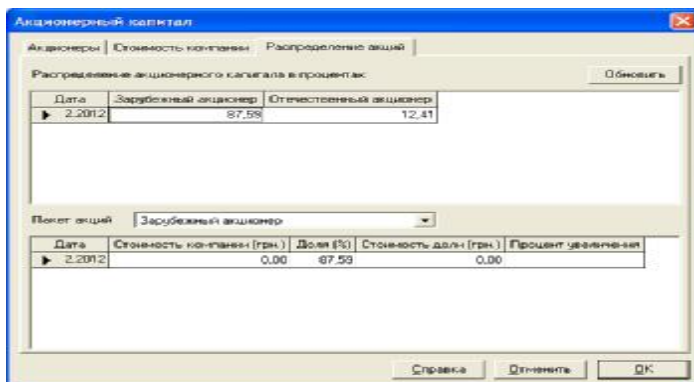 Акционерный капитал
Акционеры Стоимость компании Распределение акций
Распределение акционерного капитала в процентах: Обновить
Дата Зарубежный акционер Отечественный акционер
2.2012 87,59 12,41
Пакет акций Зарубежный акционер
Дата Стоимость компании (грн.) Доля (%) Стоимость доли (грн.) Процент увеличения
2.2012 0,00 87,59 0,00
Справка Отменить OK